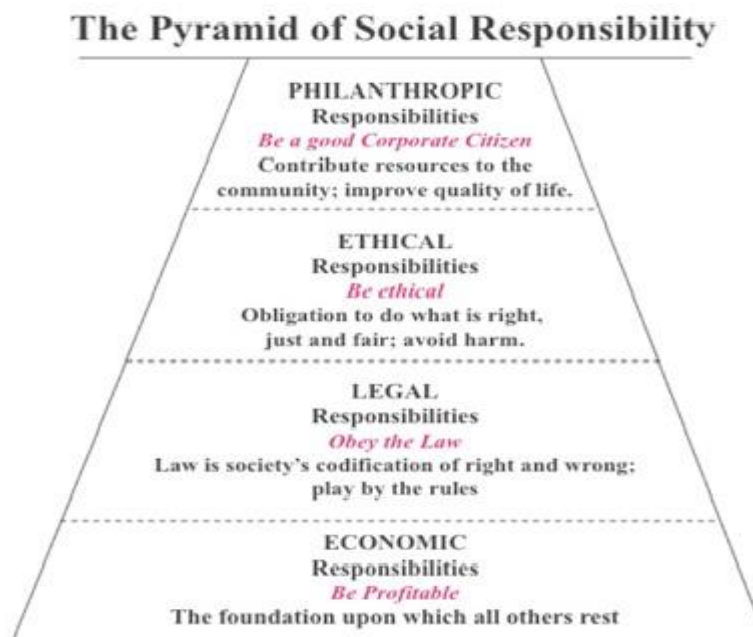 The Pyramid of Social Responsibility
PHILANTHROPIC
Responsibilities
Be a good Corporate Citizen
Contribute resources to the
community; improve quality of life.
ETHICAL
Responsibilities
Be ethical
Obligation to do what is right,
just and fair; avoid harm.
LEGAL
Responsibilities
Obey the Law
Law is society's codification of right and wrong;
play by the rules
ECONOMIC
Responsibilities
Be Profitable
The foundation upon which all others rest